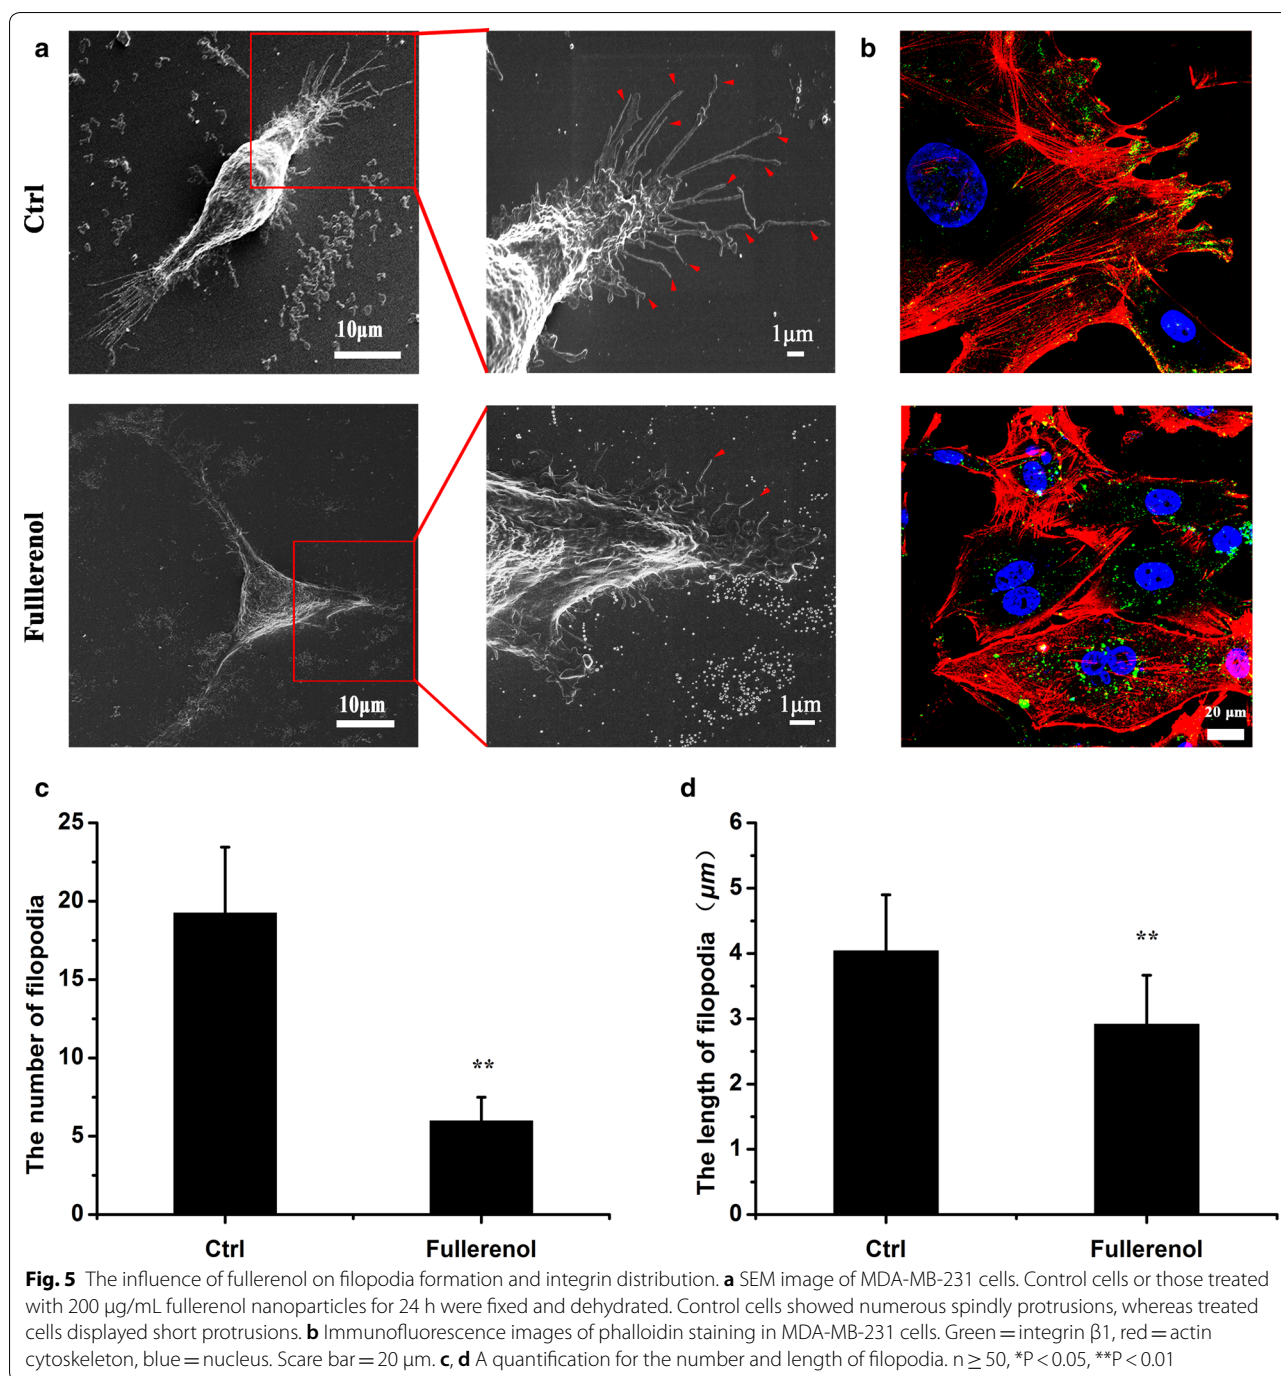 a
b
Ctrl
10µm
1µm
Fulllerenol
10µm
1µm
20 µm
c
d
The number of filopodia
25
20
15
10
5
0
Ctrl
Fullerenol
**
The length of filopodia (µm)
6
5
4
3
2
1
0
Ctrl
Fullerenol
**
Fig. 5 The influence of fullerenol on filopodia formation and integrin distribution. a SEM image of MDA-MB-231 cells. Control cells or those treated
with 200 µg/mL fullerenol nanoparticles for 24 h were fixed and dehydrated. Control cells showed numerous spindly protrusions, whereas treated
cells displayed short protrusions. b Immunofluorescence images of phalloidin staining in MDA-MB-231 cells. Green = integrin β1, red = actin
cytoskeleton, blue = nucleus. Scare bar = 20 µm. c, d A quantification for the number and length of filopodia. n ≥ 50, *P < 0.05, **P < 0.01